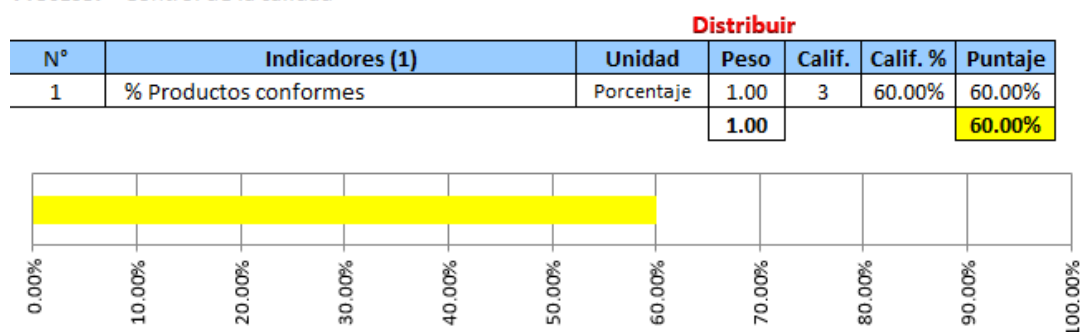 Distribuir
N° Indicadores (1) Unidad Peso Calif. Calif. % Puntaje
1 % Productos conformes Porcentaje 1.00 3 60.00% 60.00%
1.00 60.00%
0.00% 10.00% 20.00% 30.00% 40.00% 50.00% 60.00% 70.00% 80.00% 90.00% 100.00%